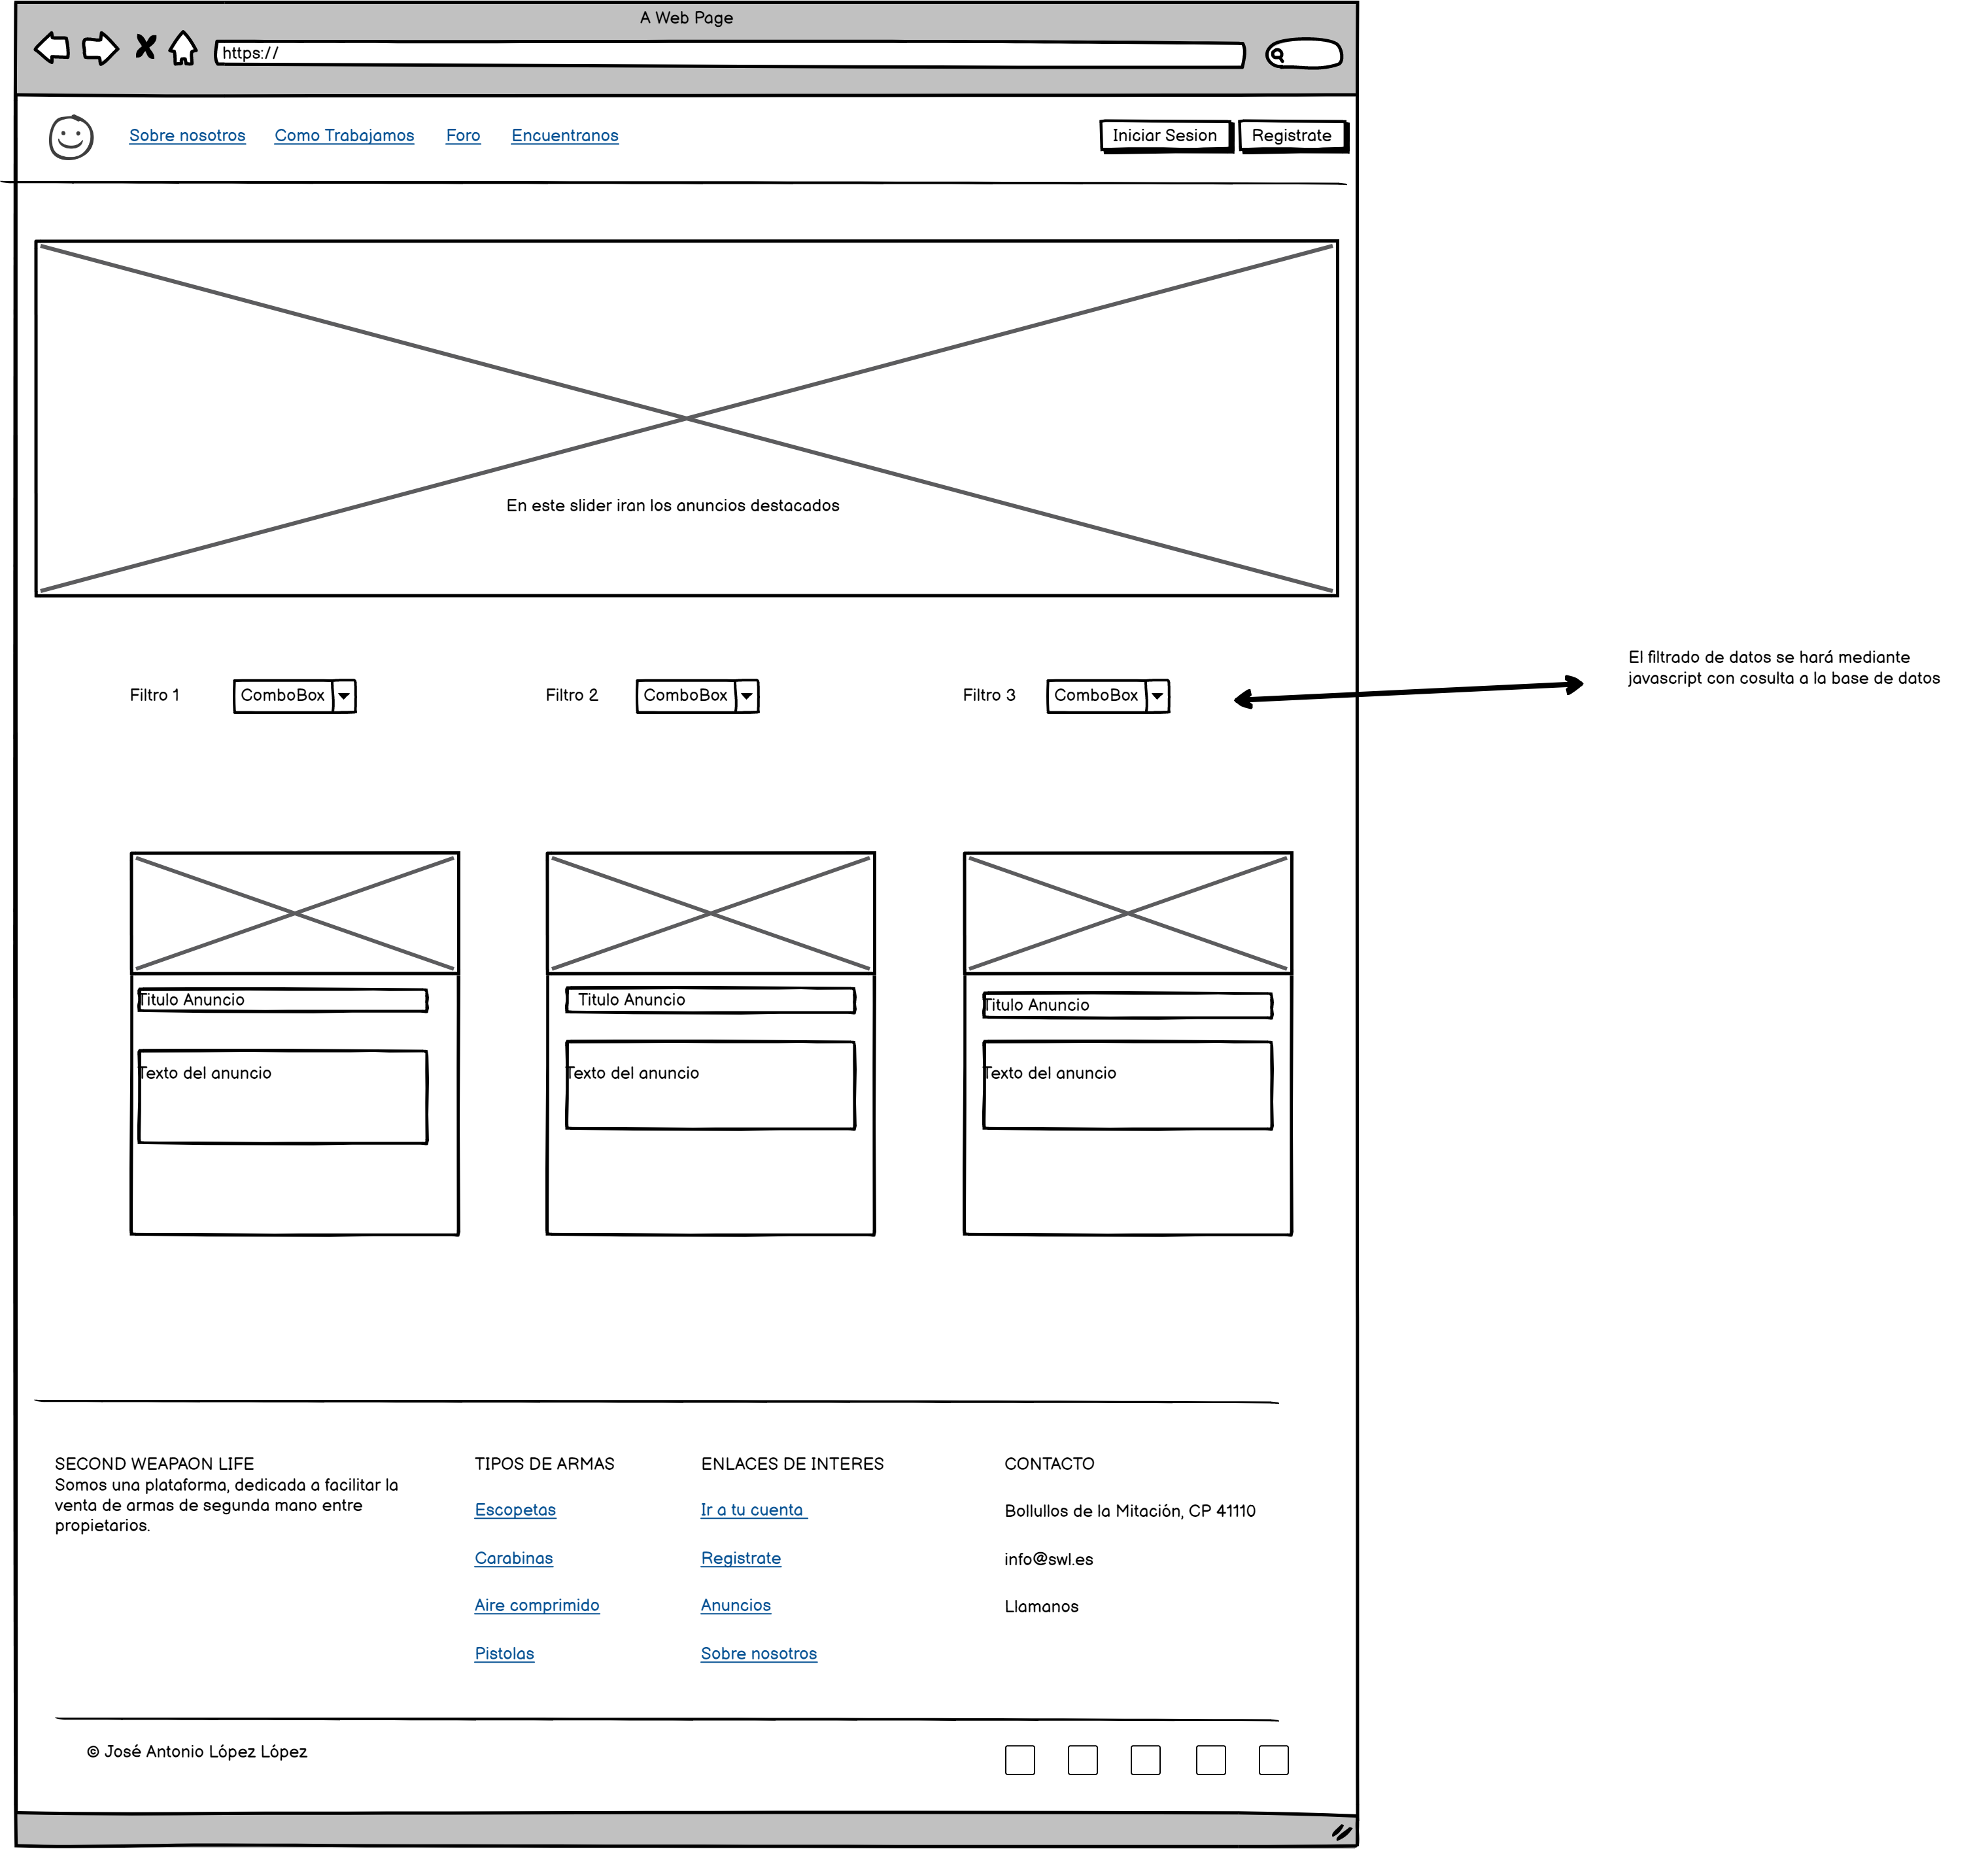 A Web Page
https://
Sobre nosotros
Como Trabajamos
Foro
Encuentranos
Iniciar Sesion
Registrate
En este slider iran los anuncios destacados
Filtro 1
ComboBox
Filtro 2
ComboBox
Filtro 3
ComboBox
El filtrado de datos se hará mediante
javascript con cosulta a la base de datos
Titulo Anuncio
Texto del anuncio
Titulo Anuncio
Texto del anuncio
Titulo Anuncio
Texto del anuncio
SECOND WEAPAON LIFE
Somos una plataforma, dedicada a facilitar la
venta de armas de segunda mano entre
propietarios.
TIPOS DE ARMAS
Escopetas
Carabinas
Aire comprimido
Pistolas
ENLACES DE INTERES
Ir a tu cuenta
Registrate
Anuncios
Sobre nosotros
CONTACTO
Bollullos de la Mitación, CP 41110
info@swl.es
Llamanos
© José Antonio López López